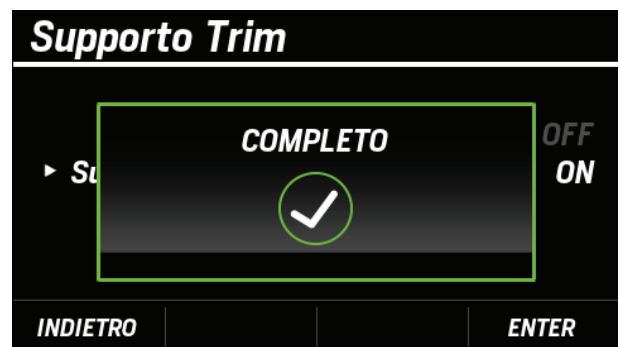 Supporto Trim
COMPLETO
OFF
ON
INDIETRO
ENTER